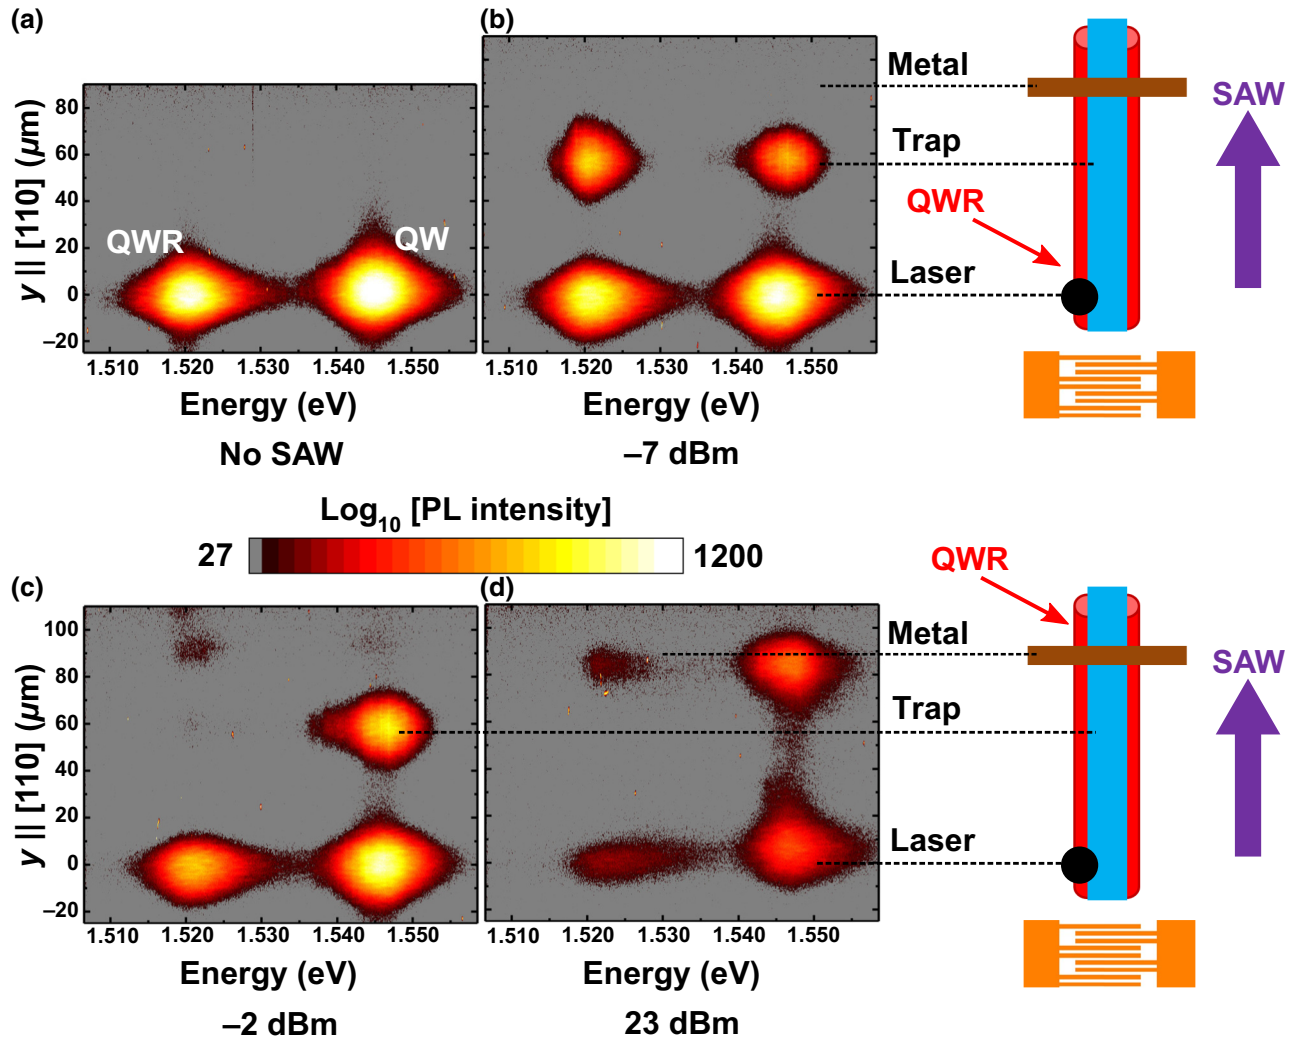 (a)
(b)
80
60
40
20
0
–20
y || [110] (µm)
QWR
QW
1.510
1.520
1.530
1.540
1.550
Energy (eV)
No SAW
1.510
1.520
1.530
1.540
1.550
Energy (eV)
–7 dBm
Metal
Trap
QWR
Laser
SAW
Log10 [PL intensity]
27
1200
(c)
(d)
100
80
60
40
20
0
–20
y || [110] (µm)
1.510
1.520
1.530
1.540
1.550
Energy (eV)
–2 dBm
1.510
1.520
1.530
1.540
1.550
Energy (eV)
23 dBm
QWR
Metal
Trap
Laser
SAW